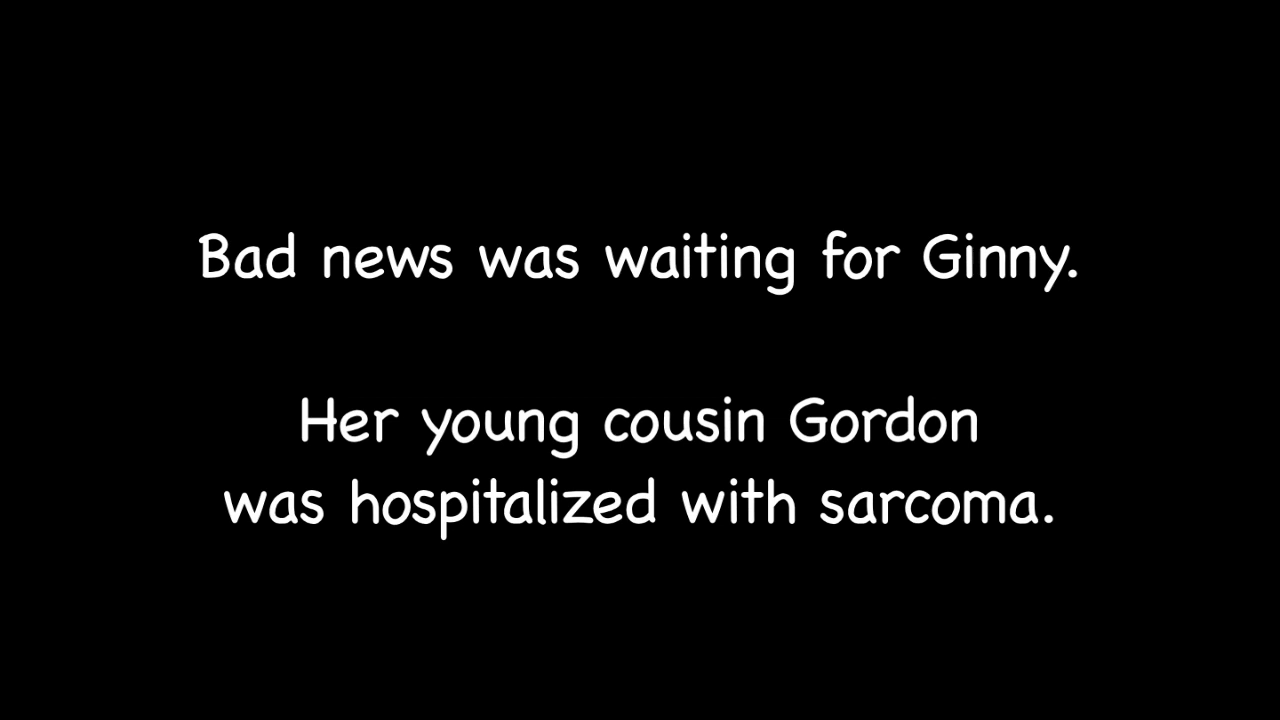 Bad news was waiting for Ginny.
Her young cousin Gordon
was hospitalized with sarcoma.